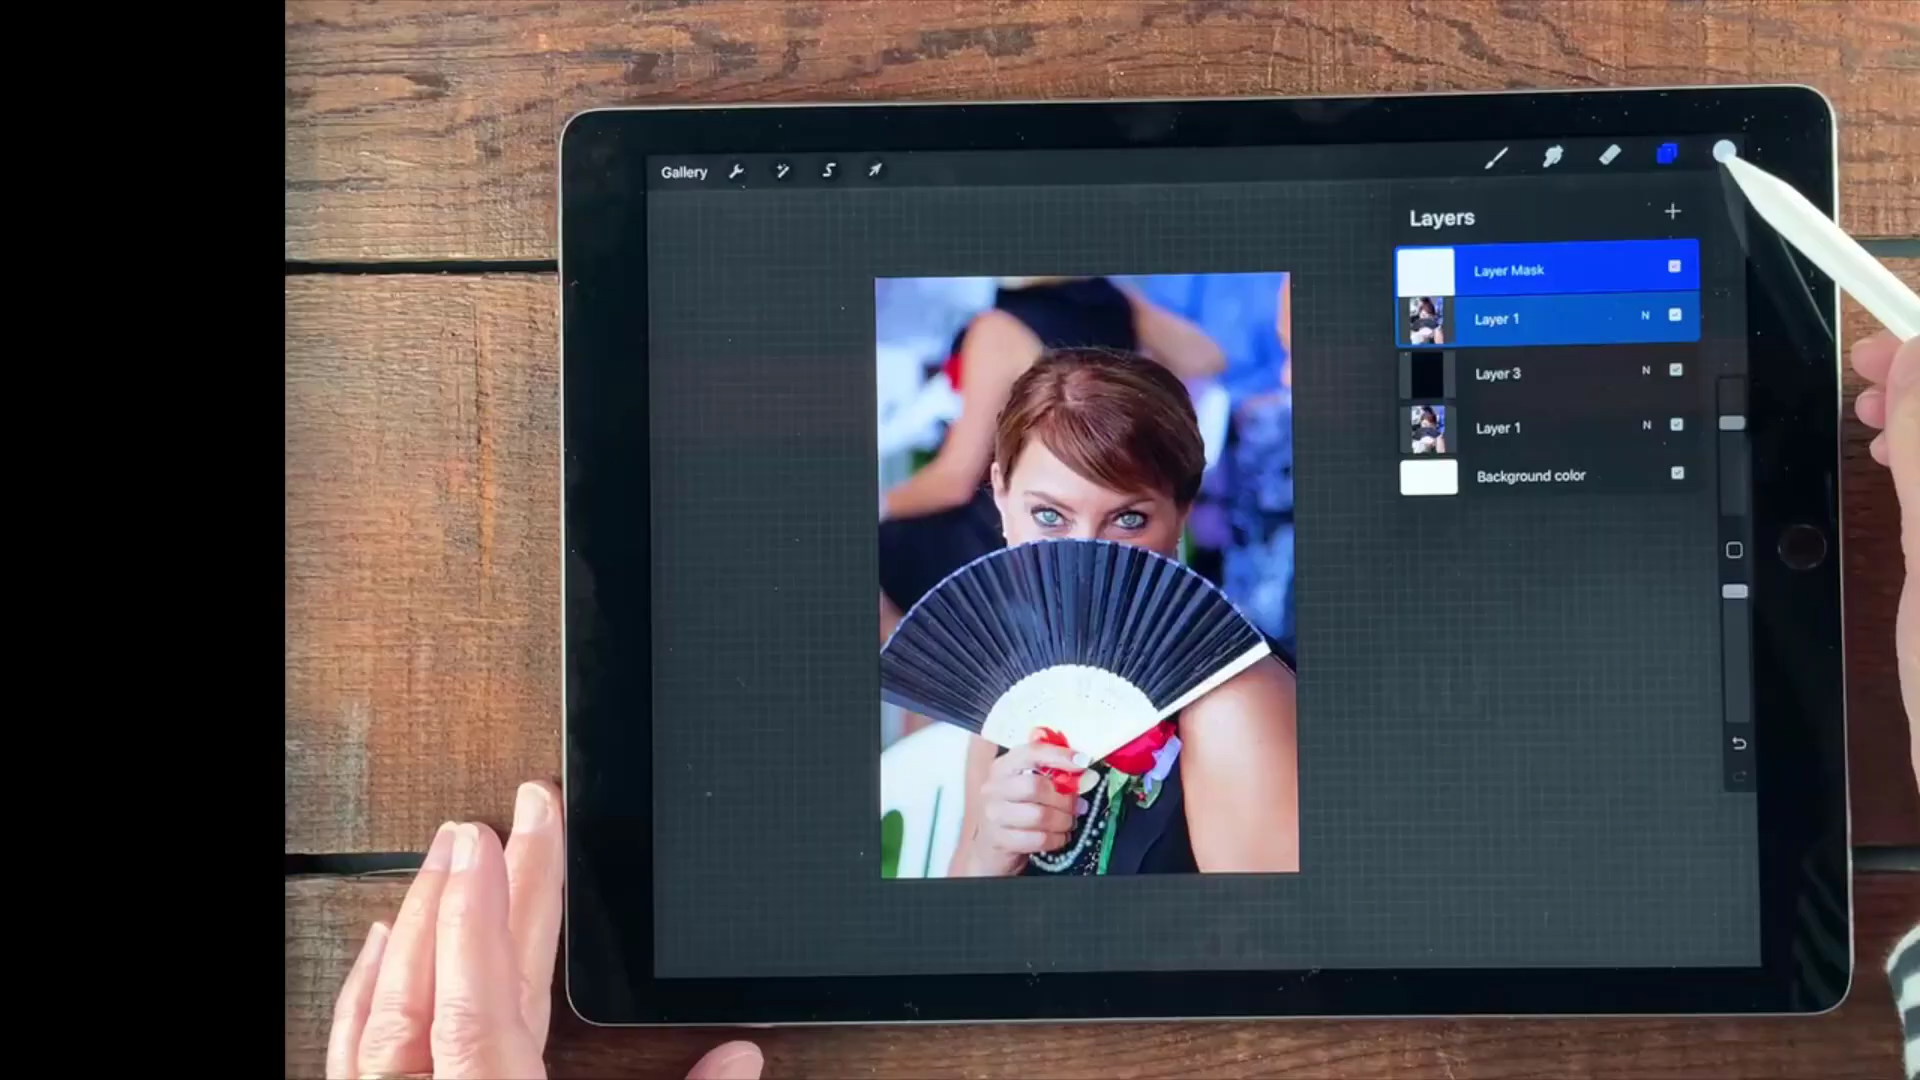 Gallery
Layers
Layer Mask
Layer 1 N
Layer 3 N
Layer 1 N
Background color